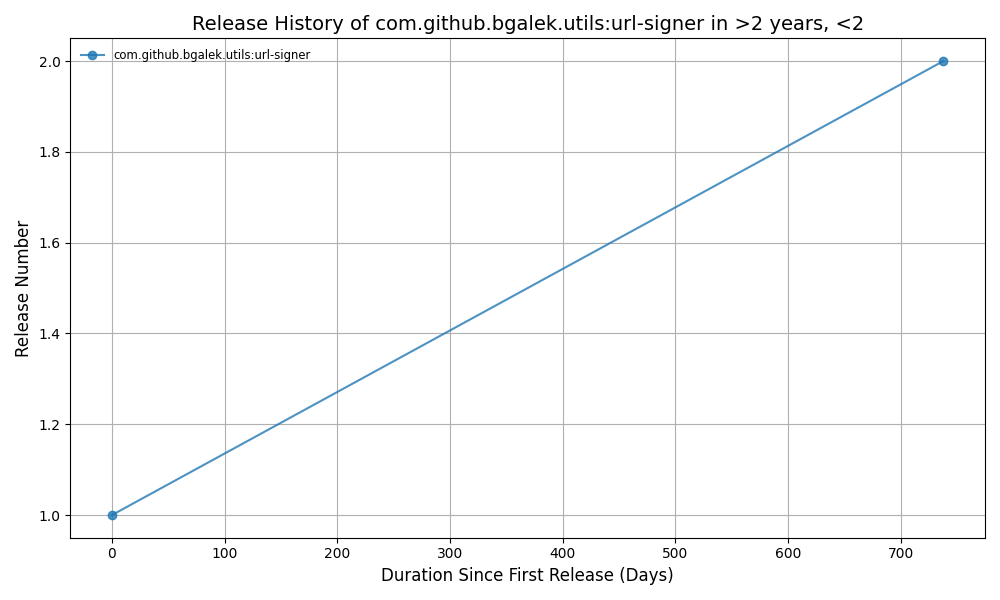 Release History of com.github.bgalek.utils:url-signer in >2 years, <2
com.github.bgalek.utils:url-signer
2.0
1.8
1.6
1.4
1.2
1.0
Release Number
0 100 200 300 400 500 600 700
Duration Since First Release (Days)